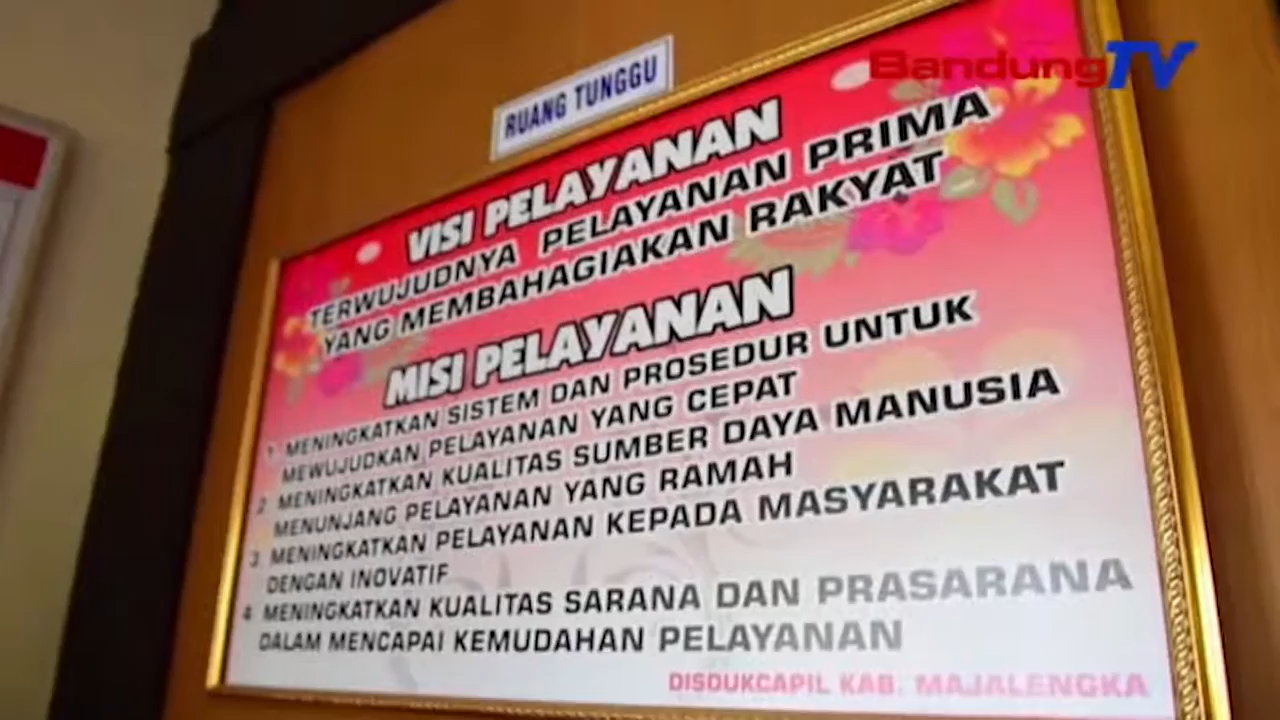 BandungTV
RUANG TUNGGU
VISI PELAYANAN
TERWUJUDNYA PELAYANAN PRIMA
YANG MEMBAHAGIAKAN RAKYAT
MISI PELAYANAN
1. MENINGKATKAN SISTEM DAN PROSEDUR UNTUK
MEWUJUDKAN PELAYANAN YANG CEPAT
2. MENINGKATKAN KUALITAS SUMBER DAYA MANUSIA
MENUNJANG PELAYANAN YANG RAMAH
3. MENINGKATKAN PELAYANAN KEPADA MASYARAKAT
DENGAN INOVATIF
4. MENINGKATKAN KUALITAS SARANA DAN PRASARANA
DALAM MENCAPAI KEMUDAHAN PELAYANAN
DISDUKCAPIL KAB. MAJALENGKA